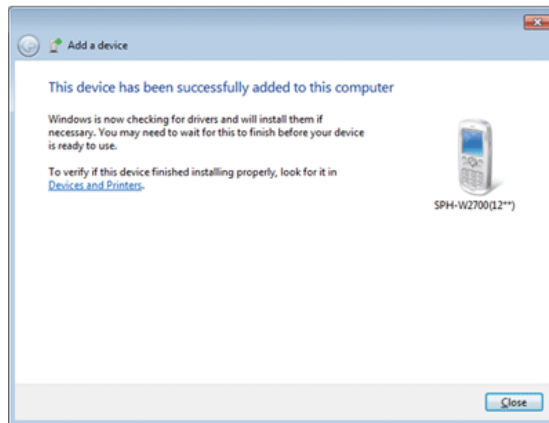 Add a device
This device has been successfully added to this computer
Windows is now checking for drivers and will install them if
necessary. You may need to wait for this to finish before your device
is ready to use.
To verify if this device finished installing properly, look for it in
Devices and Printers.
SPH-W2700(12**)
Close